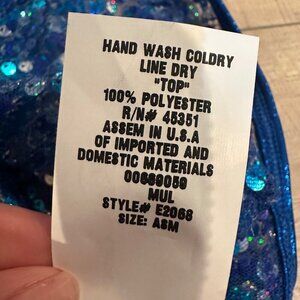 HAND WASH COLDRY
LINE DRY
"TOP"
100% POLYESTER
R/N# 45351
ASSEM IN U.S.A
OF IMPORTED AND
DOMESTIC MATERIALS
MUL
STYLE# E2068
SIZE: ASM